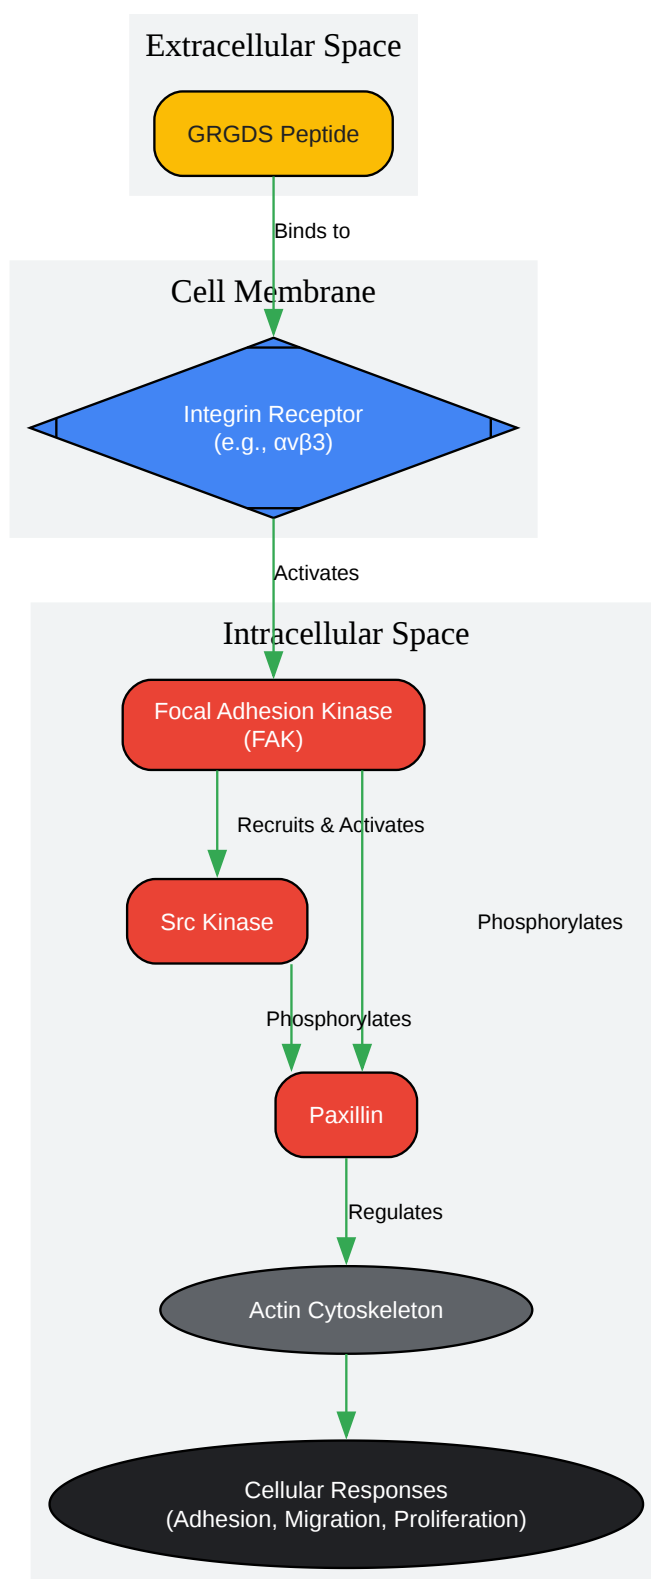 Extracellular Space
GRGDS Peptide
Binds to
Cell Membrane
Integrin Receptor
(e.g., αvβ3)
Activates
Intracellular Space
Focal Adhesion Kinase
(FAK)
Recruits & Activates
Src Kinase
Phosphorylates
Phosphorylates
Paxillin
Regulates
Actin Cytoskeleton
Cellular Responses
(Adhesion, Migration, Proliferation)